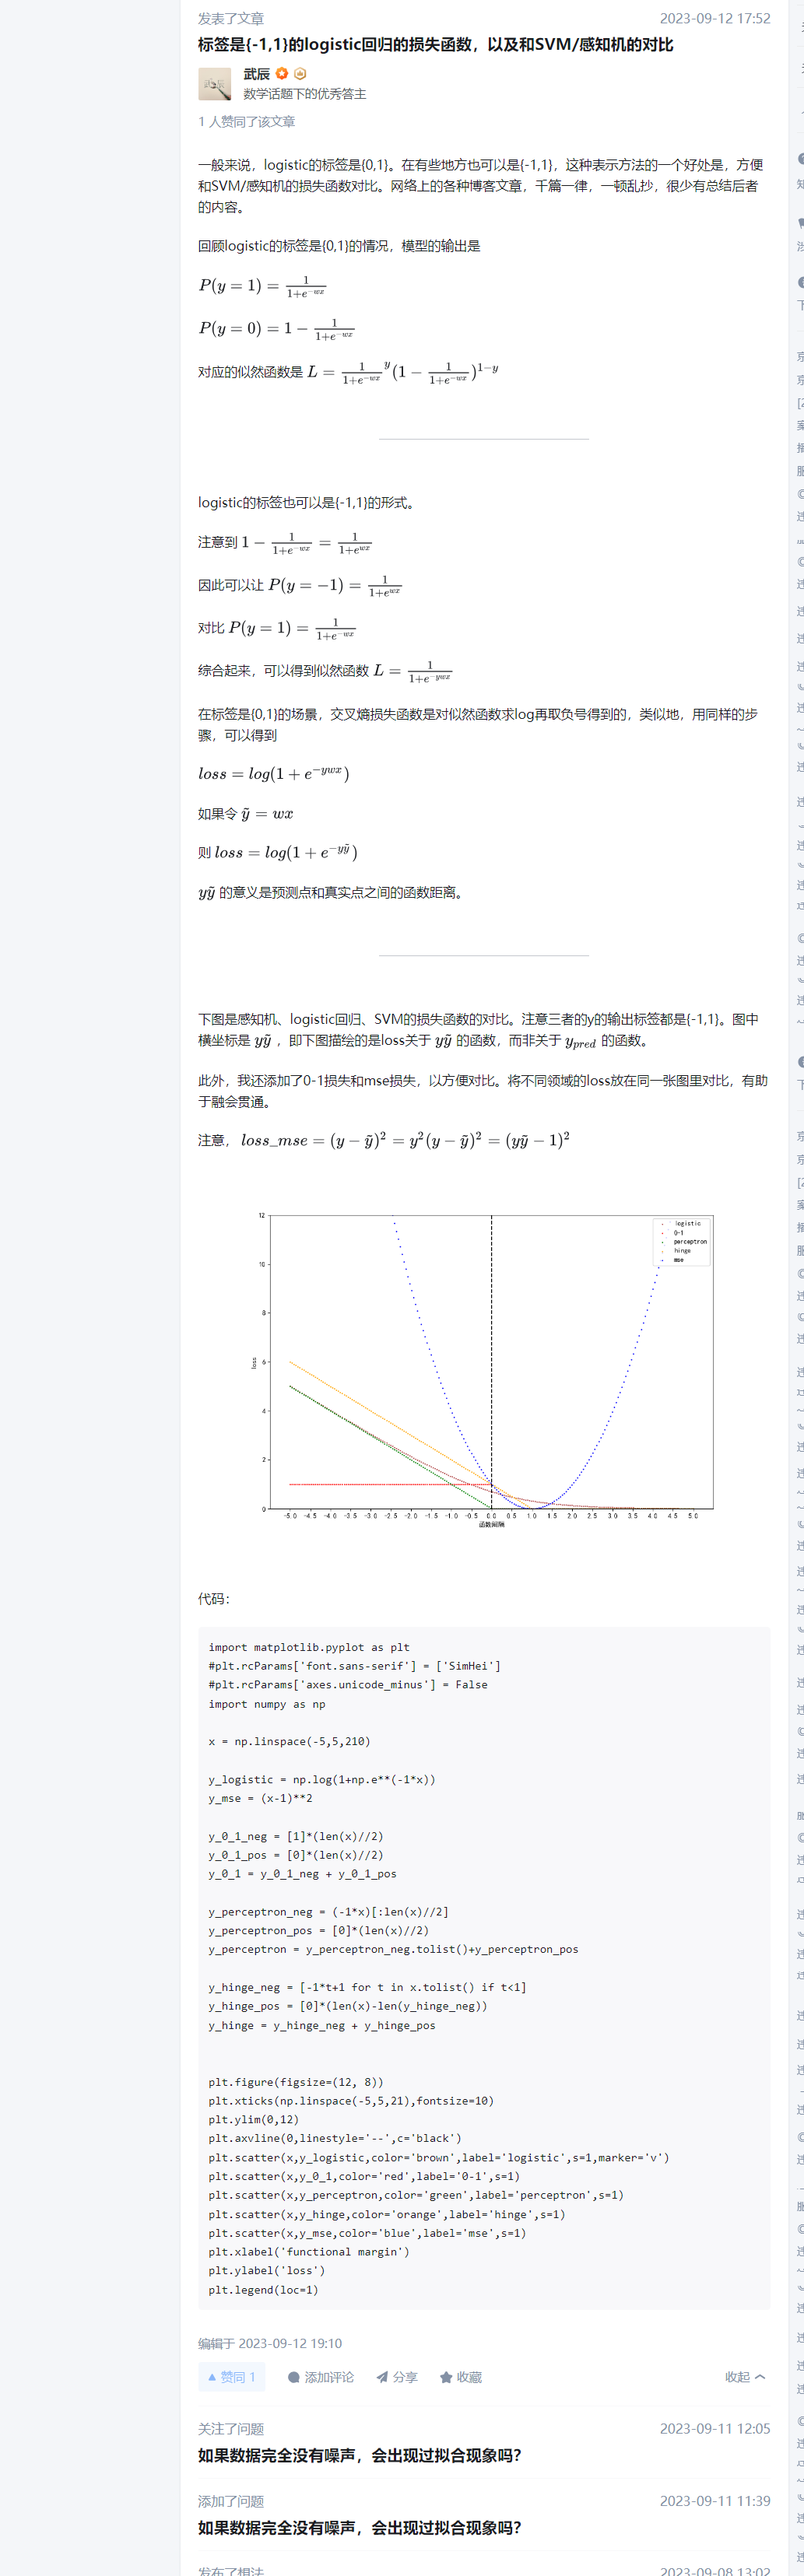 发表了文章 2023-09-12 17:52
标签是{-1,1}的logistic回归的损失函数，以及和SVM/感知机的对比
武辰
数学话题下的优秀答主
1 人赞同了该文章
一般来说，logistic的标签是{0,1}。在有些地方也可以是{-1,1}，这种表示方法的一个好处是，方便
和SVM/感知机的损失函数对比。网络上的各种博客文章，千篇一律，一顿乱抄，很少有总结后者
的内容。
回顾logistic的标签是{0,1}的情况，模型的输出是
P(y = 1) = \frac{1}{1+e^{-wx}}
P(y = 0) = 1 − \frac{1}{1+e^{-wx}}
对应的似然函数是 L = \frac{1}{1+e^{-wx}}^{y}(1 − \frac{1}{1+e^{-wx}})^{1-y}
logistic的标签也可以是{-1,1}的形式。
注意到 1 − \frac{1}{1+e^{-wx}} = \frac{1}{1+e^{wx}}
因此可以让 P(y = −1) = \frac{1}{1+e^{wx}}
对比 P(y = 1) = \frac{1}{1+e^{-wx}}
综合起来，可以得到似然函数 L = \frac{1}{1+e^{-ywx}}
在标签是{0,1}的场景，交叉熵损失函数是对似然函数求log再取负号得到的，类似地，用同样的步
骤，可以得到
loss = log(1 + e^{-ywx})
如果令 ỹ = wx
则 loss = log(1 + e^{-yỹ})
yỹ 的意义是预测点和真实点之间的函数距离。
下图是感知机、logistic回归、SVM的损失函数的对比。注意三者的y的输出标签都是{-1,1}。图中
横坐标是 yỹ ，即下图描绘的是loss关于 yỹ 的函数，而非关于 y_{pred} 的函数。
此外，我还添加了0-1损失和mse损失，以方便对比。将不同领域的loss放在同一张图里对比，有助
于融会贯通。
注意， loss_mse = (y − ỹ)^2 = y^2(y − ỹ)^2 = (yỹ − 1)^2
12
10
8
6
4
2
0
loss
logistic
0-1
perceptron
hinge
mse
-5.0 -4.5 -4.0 -3.5 -3.0 -2.5 -2.0 -1.5 -1.0 -0.5 0.0 0.5 1.0 1.5 2.0 2.5 3.0 3.5 4.0 4.5 5.0
函数间隔
代码：
import matplotlib.pyplot as plt
#plt.rcParams['font.sans-serif'] = ['SimHei']
#plt.rcParams['axes.unicode_minus'] = False
import numpy as np
x = np.linspace(-5,5,210)
y_logistic = np.log(1+np.e**(-1*x))
y_mse = (x-1)**2
y_0_1_neg = [1]*(len(x)//2)
y_0_1_pos = [0]*(len(x)//2)
y_0_1 = y_0_1_neg + y_0_1_pos
y_perceptron_neg = (-1*x)[:len(x)//2]
y_perceptron_pos = [0]*(len(x)//2)
y_perceptron = y_perceptron_neg.tolist()+y_perceptron_pos
y_hinge_neg = [-1*t+1 for t in x.tolist() if t<1]
y_hinge_pos = [0]*(len(x)-len(y_hinge_neg))
y_hinge = y_hinge_neg + y_hinge_pos
plt.figure(figsize=(12, 8))
plt.xticks(np.linspace(-5,5,21),fontsize=10)
plt.ylim(0,12)
plt.axvline(0,linestyle='--',c='black')
plt.scatter(x,y_logistic,color='brown',label='logistic',s=1,marker='v')
plt.scatter(x,y_0_1,color='red',label='0-1',s=1)
plt.scatter(x,y_perceptron,color='green',label='perceptron',s=1)
plt.scatter(x,y_hinge,color='orange',label='hinge',s=1)
plt.scatter(x,y_mse,color='blue',label='mse',s=1)
plt.xlabel('functional margin')
plt.ylabel('loss')
plt.legend(loc=1)
编辑于 2023-09-12 19:10
赞同 1 添加评论 分享 收藏 收起
关注了问题 2023-09-11 12:05
如果数据完全没有噪声，会出现过拟合现象吗？
添加了问题 2023-09-11 11:39
如果数据完全没有噪声，会出现过拟合现象吗？
发布了想法 2023-09-08 13:02